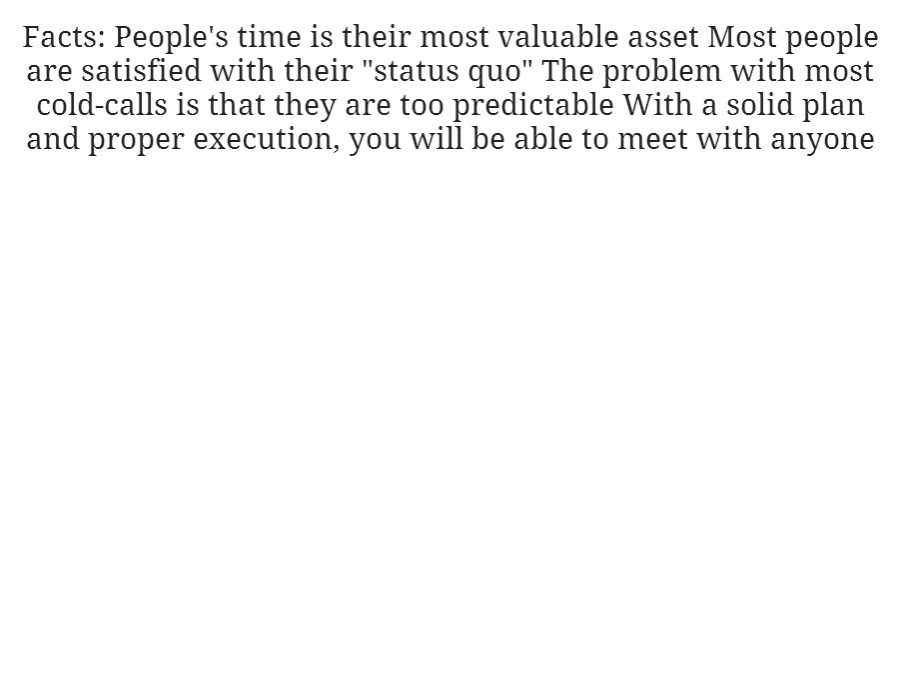 Facts: People's time is their most valuable asset Most people
are satisfied with their "status quo" The problem with most
cold-calls is that they are too predictable With a solid plan
and proper execution, you will be able to meet with anyone